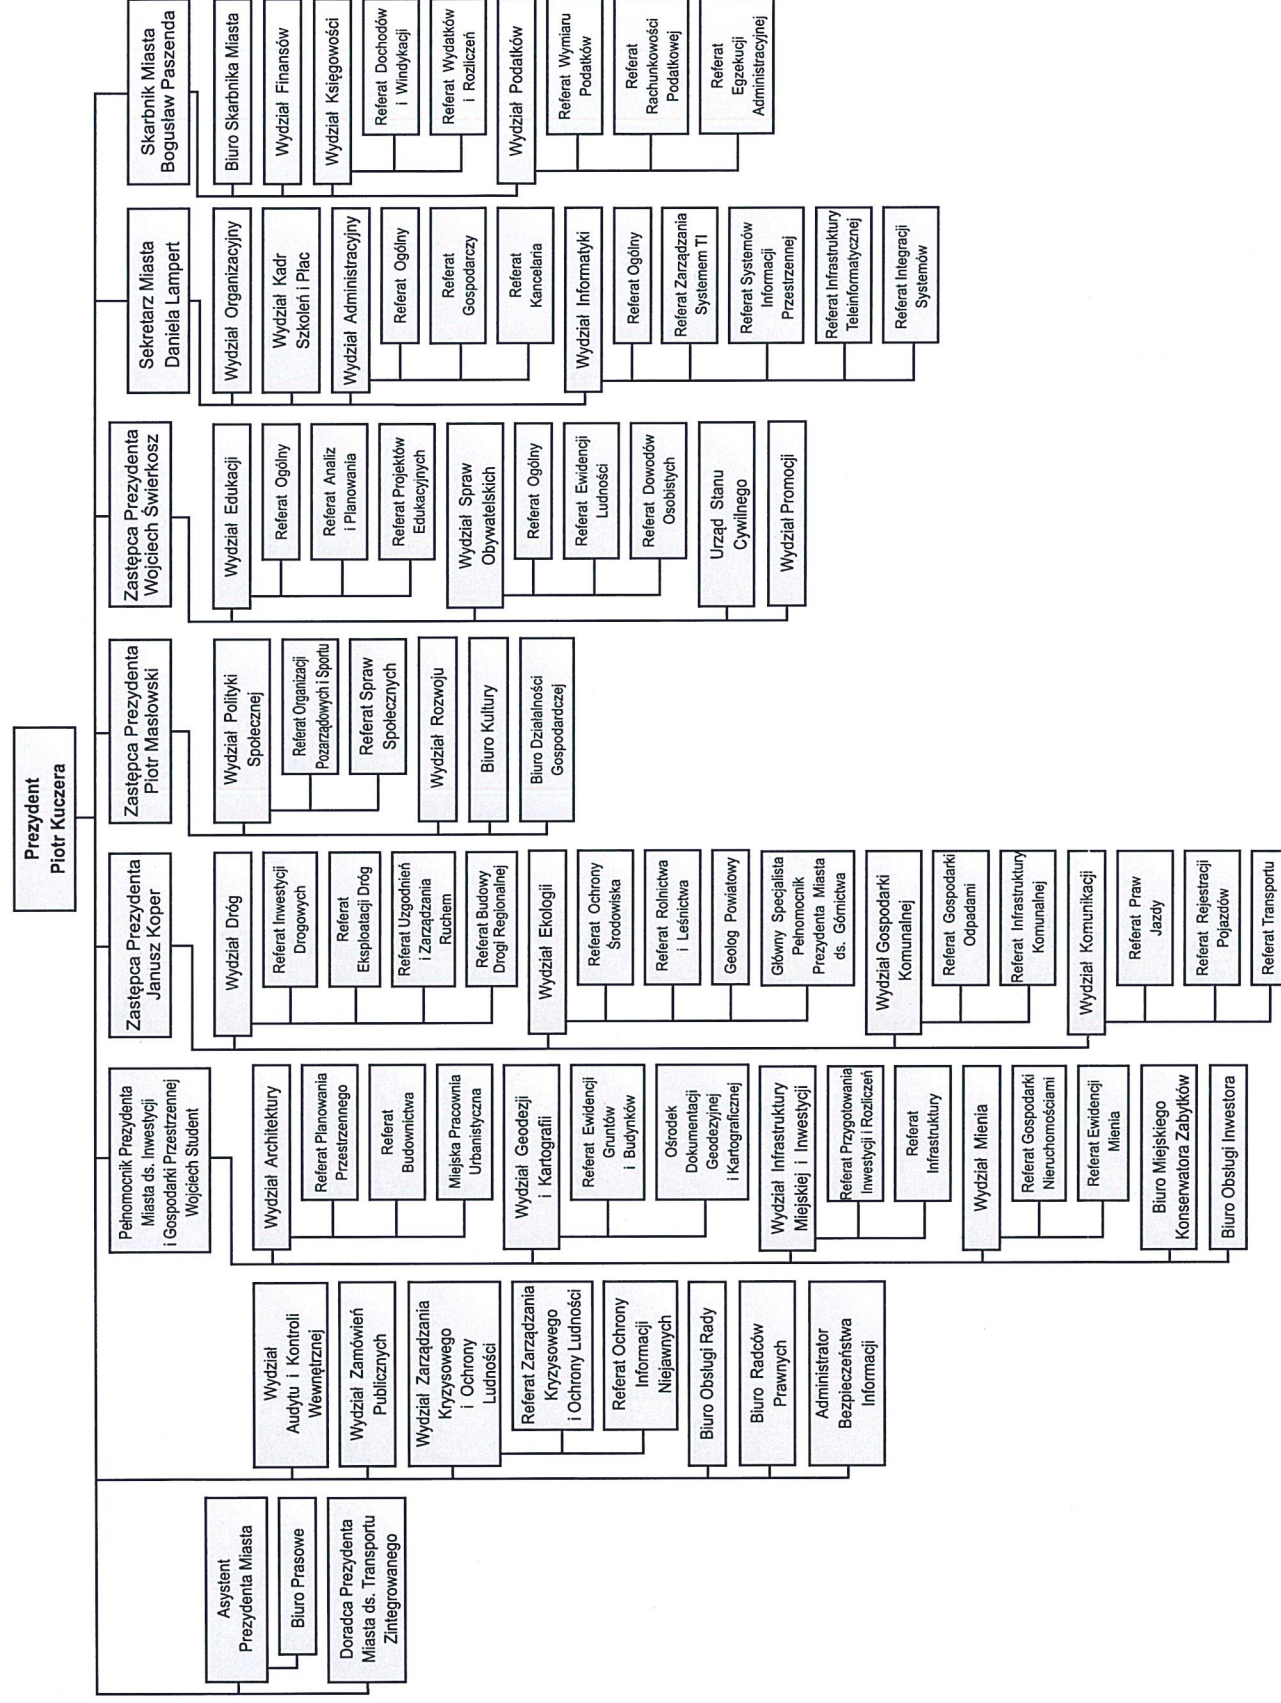 Prezydent
Piotr Kuczera
Asystent
Prezydenta Miasta
Biuro Prasowe
Doradca Prezydenta
Miasta ds. Transportu
Zintegrowanego
Wydział
Audytu i Kontroli
Wewnętrznej
Wydział Zamówień
Publicznych
Wydział Zarządzania
Kryzysowego
i Ochrony
Ludności
Referat Zarządzania
Kryzysowego
i Ochrony Ludności
Referat Ochrony
Informacji
Niejawnych
Biuro Obsługi Rady
Biuro Radców
Prawnych
Administrator
Bezpieczeństwa
Informacji
Pełnomocnik Prezydenta
Miasta ds. Inwestycji
i Gospodarki Przestrzennej
Wojciech Student
Wydział Architektury
Referat Planowania
Przestrzennego
Referat
Budownictwa
Miejska Pracownia
Urbanistyczna
Wydział Geodezji
i Kartografii
Referat Ewidencji
Gruntów
i Budynków
Ośrodek
Dokumentacji
Geodezyjnej
i Kartograficznej
Wydział Infrastruktury
Miejskiej i Inwestycji
Referat Przygotowania
Inwestycji i Rozliczeń
Referat
Infrastruktury
Wydział Mienia
Referat Gospodarki
Nieruchomościami
Referat Ewidencji
Mienia
Biuro Miejskiego
Konserwatora Zabytków
Biuro Obsługi Inwestora
Zastępca Prezydenta
Janusz Koper
Wydział Dróg
Referat Inwestycji
Drogowych
Referat
Eksploatacji Dróg
Referat Uzgodnień
i Zarządzania
Ruchem
Referat Budowy
Drogi Regionalnej
Wydział Ekologii
Referat Ochrony
Środowiska
Referat Rolnictwa
i Leśnictwa
Geolog Powiatowy
Główny Specjalista
Pełnomocnik
Prezydenta Miasta
ds. Górnictwa
Wydział Gospodarki
Komunalnej
Referat Gospodarki
Odpadami
Referat Infrastruktury
Komunalnej
Wydział Komunikacji
Referat Praw
Jazdy
Referat Rejestracji
Pojazdów
Referat Transportu
Zastępca Prezydenta
Piotr Masłowski
Wydział Polityki
Społecznej
Referat Organizacji
Pozarządowych i Sportu
Referat Spraw
Społecznych
Wydział Rozwoju
Biuro Kultury
Biuro Działalności
Gospodardczej
Zastępca Prezydenta
Wojciech Świerkosz
Wydział Edukacji
Referat Ogólny
Referat Analiz
i Planowania
Referat Projektów
Edukacyjnych
Wydział Spraw
Obywatelskich
Referat Ogólny
Referat Ewidencji
Ludności
Referat Dowodów
Osobistych
Urząd Stanu
Cywilnego
Wydział Promocji
Sekretarz Miasta
Daniela Lampert
Wydział Organizacyjny
Wydział Kadr
Szkoleń i Płac
Wydział Administracyjny
Referat Ogólny
Referat
Gospodarczy
Referat
Kancelaria
Wydział Informatyki
Referat Ogólny
Referat Zarządzania
Systemem TI
Referat Systemów
Informacji
Przestrzennej
Referat Infrastruktury
Teleinformatycznej
Referat Integracji
Systemów
Skarbnik Miasta
Bogusław Paszenda
Biuro Skarbnika Miasta
Wydział Finansów
Wydział Księgowości
Referat Dochodów
i Windykacji
Referat Wydatków
i Rozliczeń
Wydział Podatków
Referat Wymiaru
Podatków
Referat
Rachunkowości
Podatkowej
Referat
Egzekucji
Administracyjnej